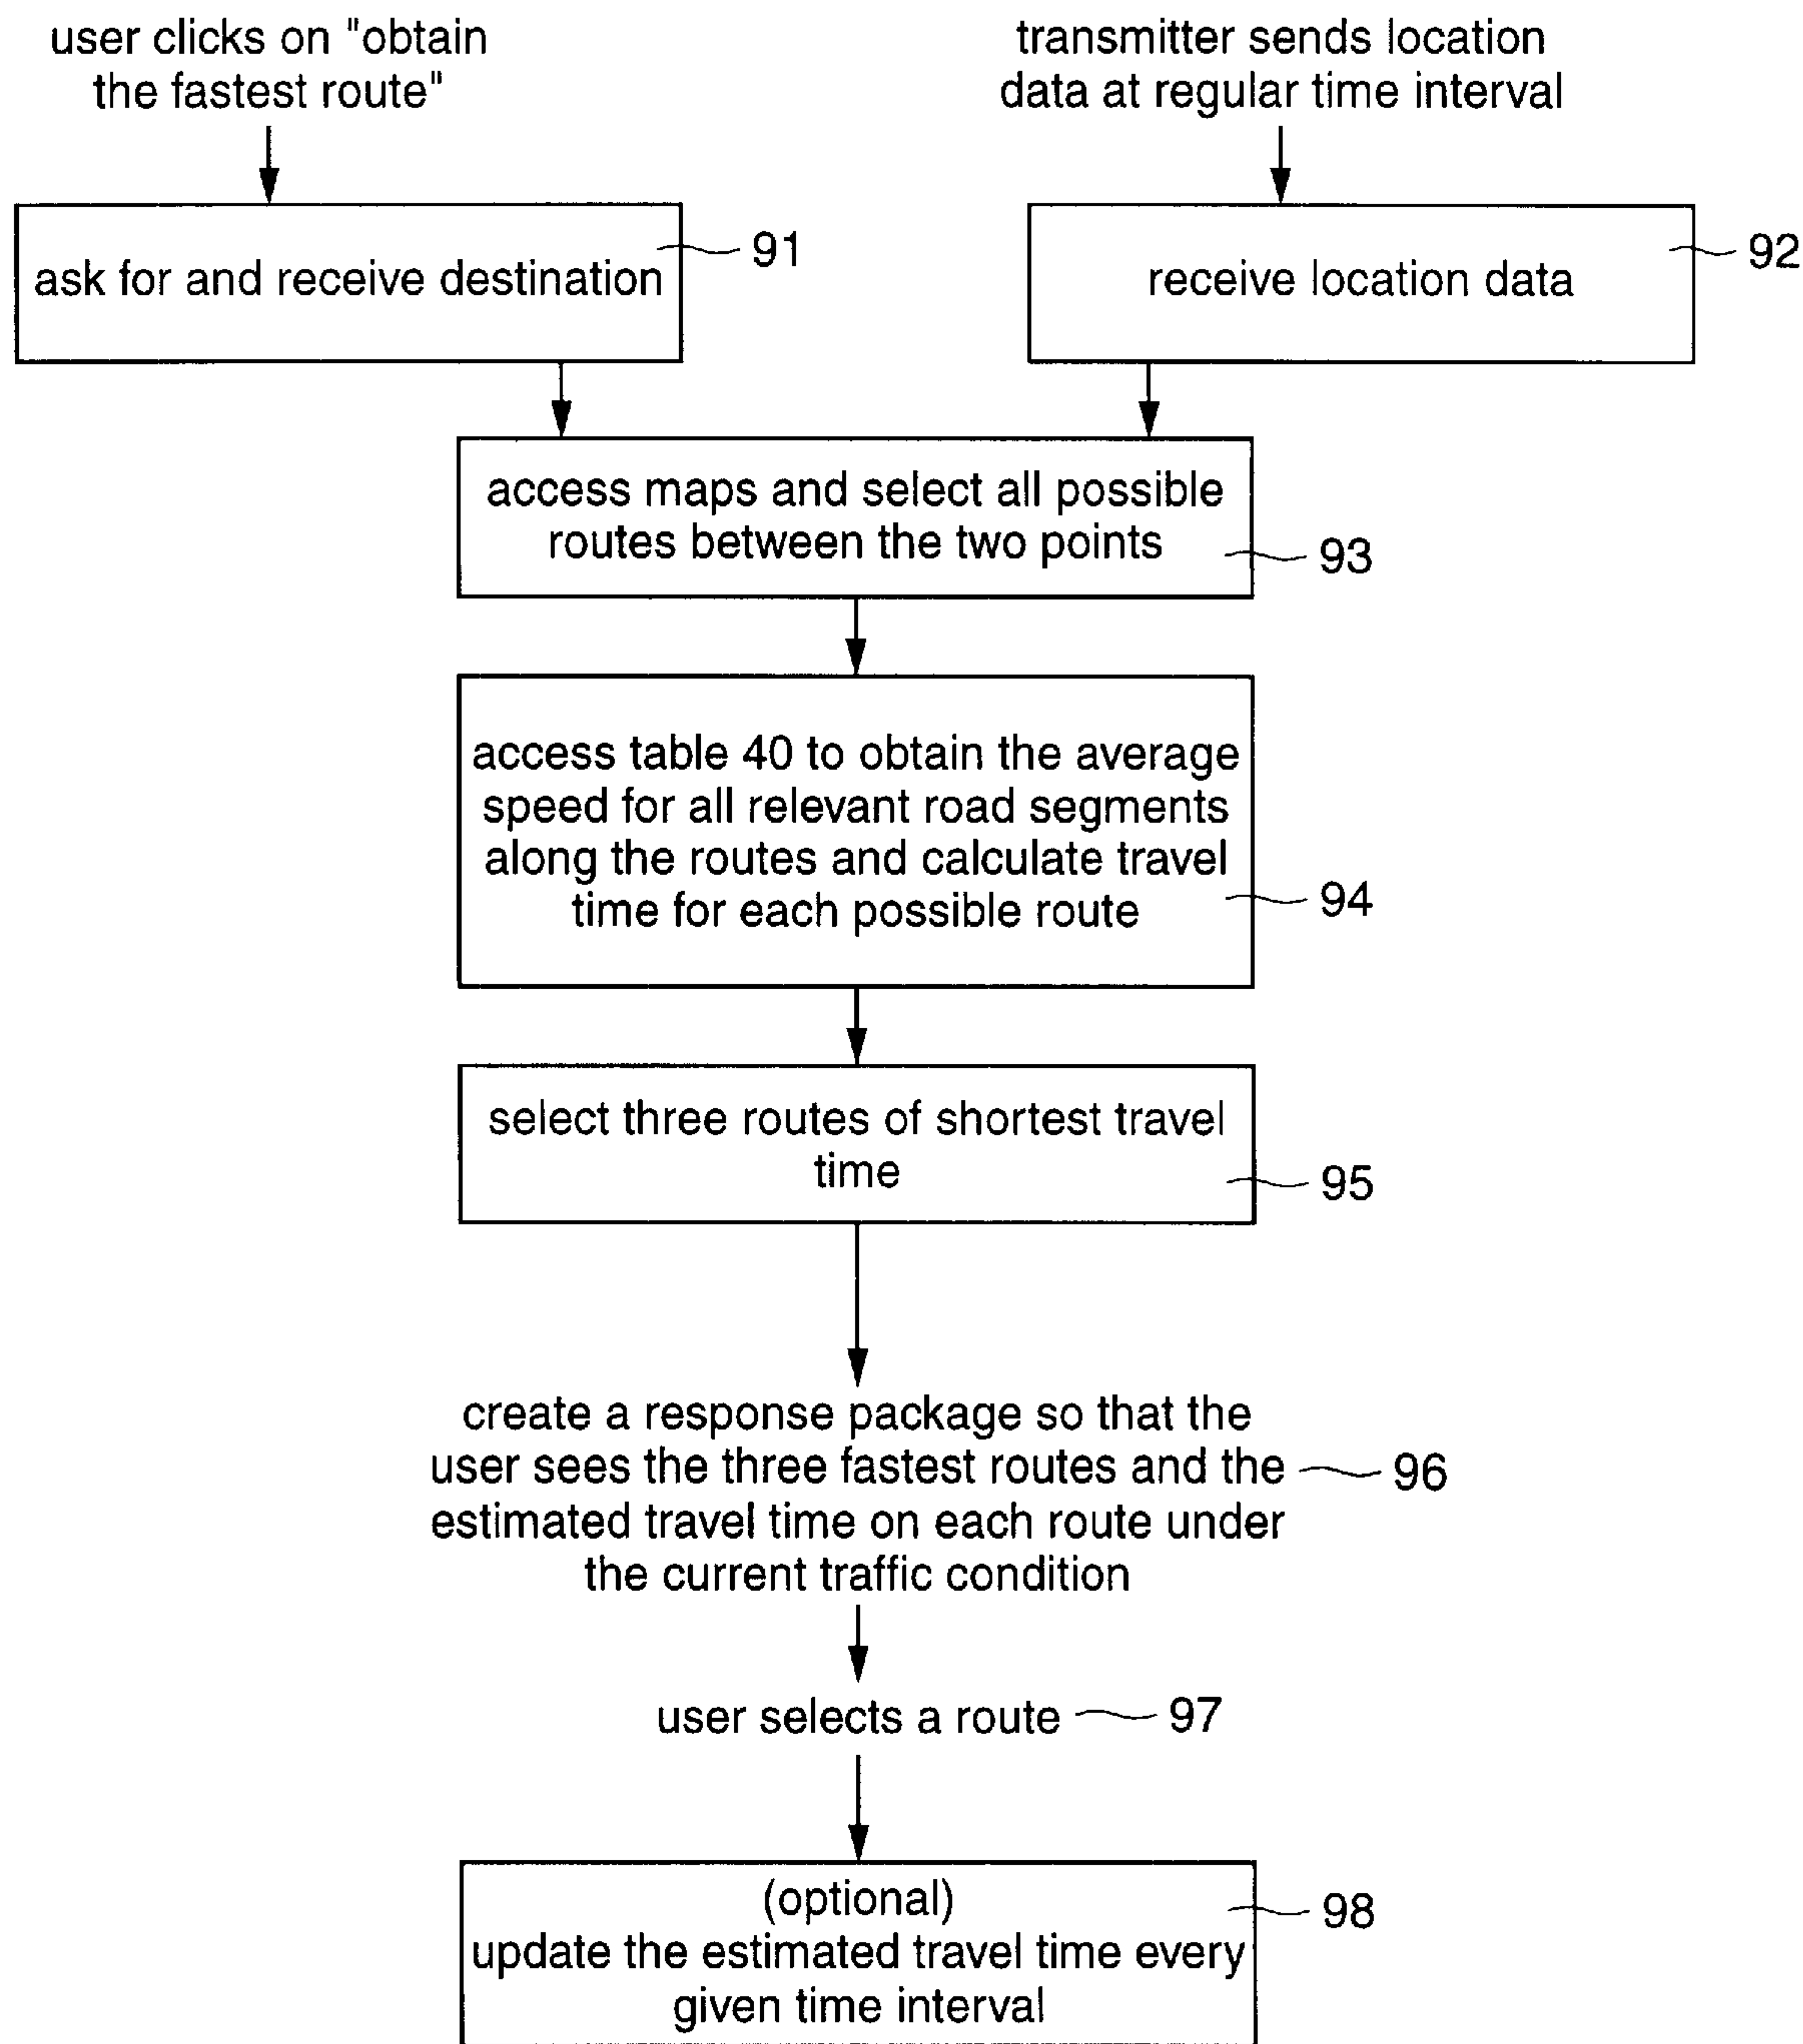 user clicks on "obtain
the fastest route"
transmitter sends location
data at regular time interval
ask for and receive destination
91
receive location data
92
access maps and select all possible
routes between the two points
93
access table 40 to obtain the average
speed for all relevant road segments
along the routes and calculate travel
time for each possible route
94
select three routes of shortest travel
time
95
create a response package so that the
user sees the three fastest routes and the
estimated travel time on each route under
the current traffic condition
96
user selects a route
97
(optional)
update the estimated travel time every
given time interval
98